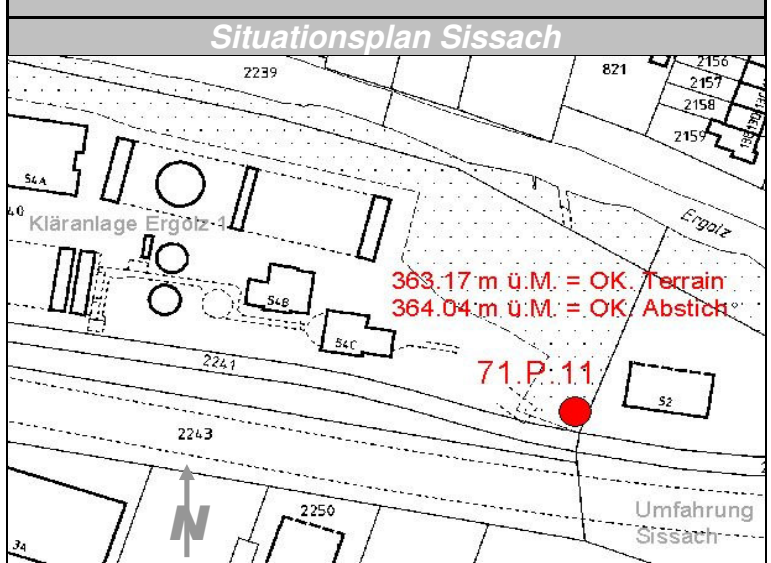 Situationsplan Sissach
2239
821
2156
2157
2158
2159
54A
Kläranlage Ergolz 1
Ergolz
363.17 m ü.M. = OK. Terrain
364.04 m ü.M. = OK. Abstich
54B
54C
2241
71.P.11
52
2243
2250
Umfahrung
Sissach
N
3A